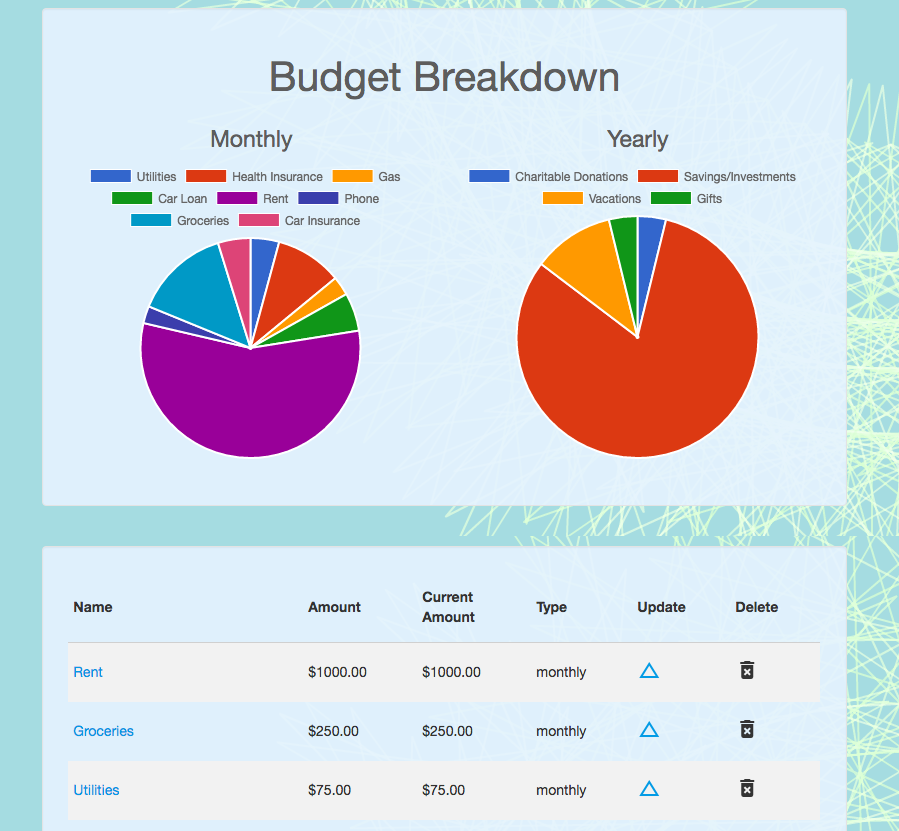 Budget Breakdown
Monthly
Utilities Health Insurance Gas
Car Loan Rent Phone
Groceries Car Insurance
Yearly
Charitable Donations Savings/Investments
Vacations Gifts
Name Amount Current Amount Type Update Delete
Rent $1000.00 $1000.00 monthly
Groceries $250.00 $250.00 monthly
Utilities $75.00 $75.00 monthly